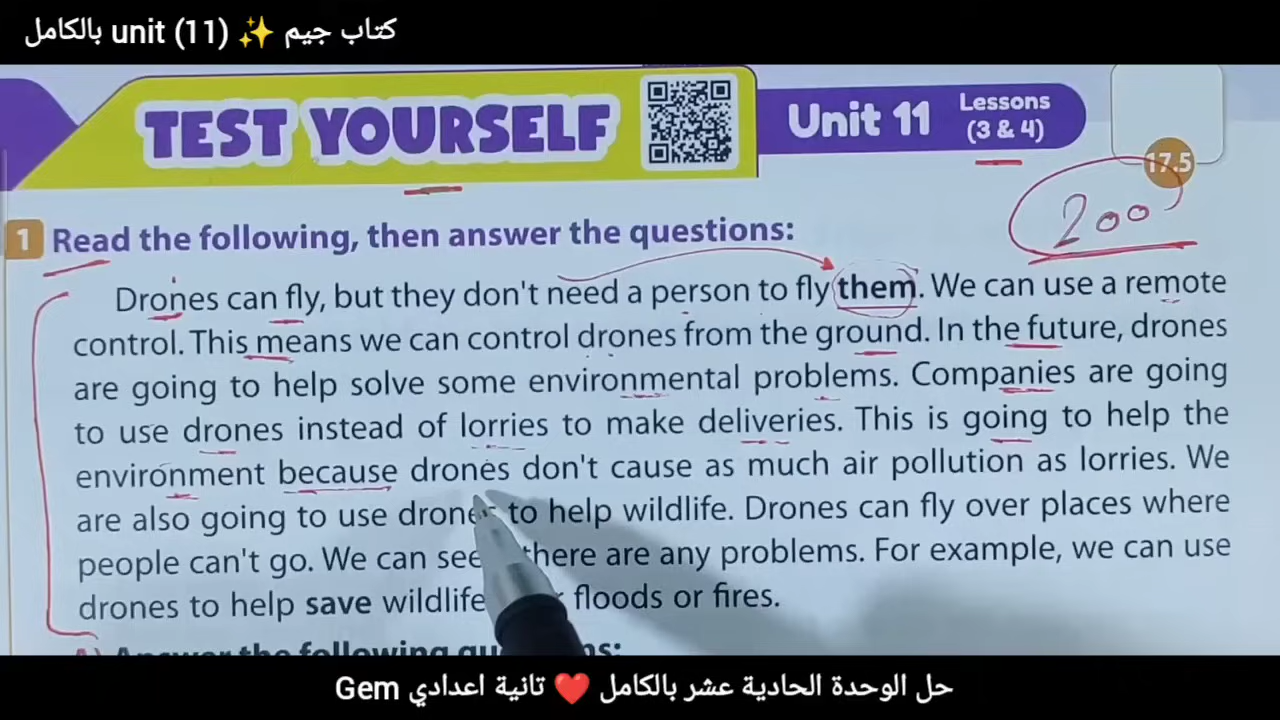 كتاب جيم ✨ unit (11) بالكامل
TEST YOURSELF
Unit 11
Lessons
(3 & 4)
17.5
200
1 Read the following, then answer the questions:
Drones can fly, but they don't need a person to fly them. We can use a remote
control. This means we can control drones from the ground. In the future, drones
are going to help solve some environmental problems. Companies are going
to use drones instead of lorries to make deliveries. This is going to help the
environment because drones don't cause as much air pollution as lorries. We
are also going to use drones to help wildlife. Drones can fly over places where
people can't go. We can see there are any problems. For example, we can use
drones to help save wildlife floods or fires.
A) Answer the following
حل الوحدة الحادية عشر بالكامل ❤️ تانية اعدادي Gem